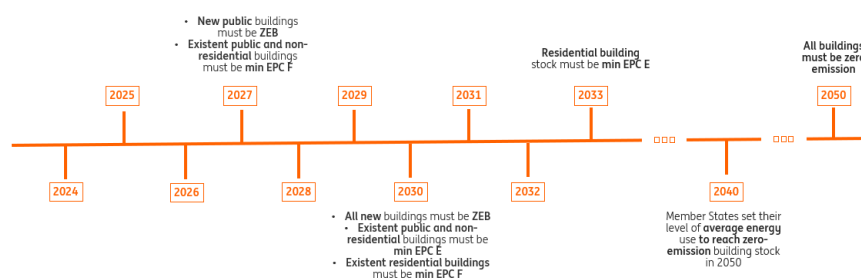 • New public buildings
must be ZEB
• Existent public and non-
residential buildings
must be min EPC F
Residential building
stock must be min EPC E
All buildings
must be zero-
emission
2025
2027
2029
2031
2033
2050
2024
2026
2028
2030
2032
2040
• All new buildings must be ZEB
• Existent public and non-
residential buildings must be
min EPC E
• Existent residential buildings
must be min EPC F
Member States set their
level of average energy
use to reach zero-
emission building stock
in 2050